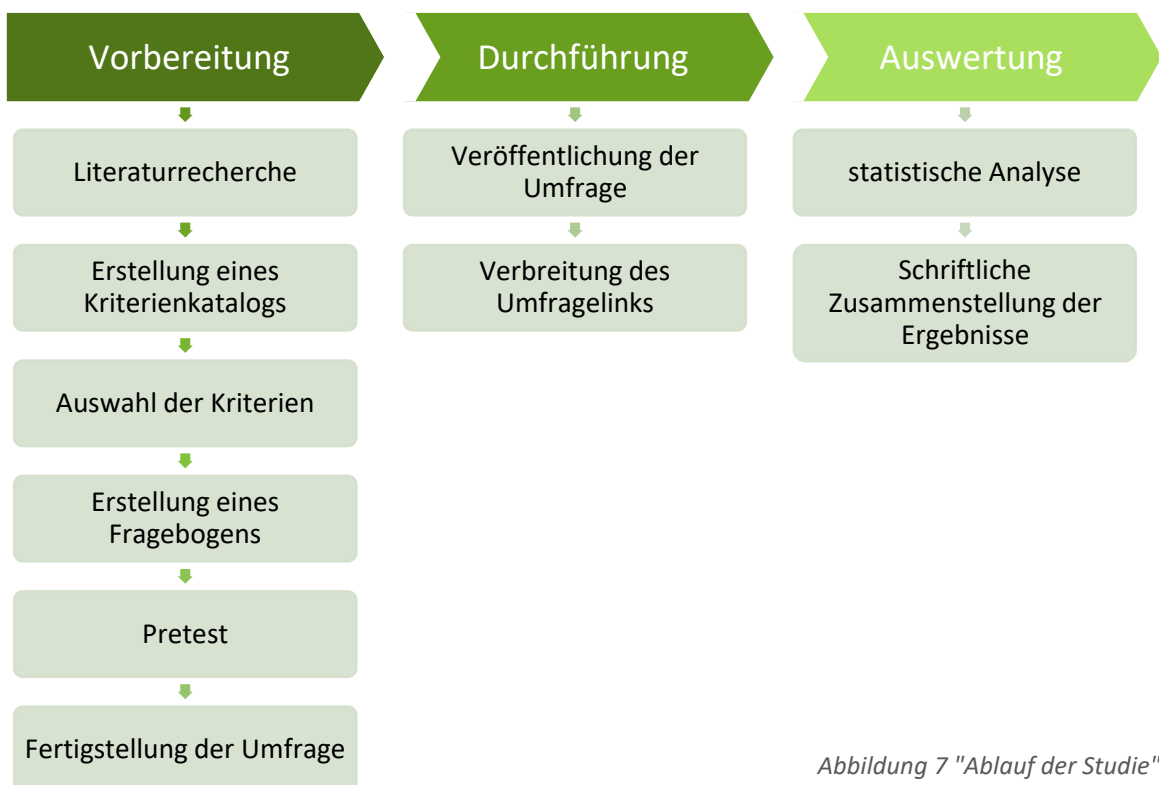 Vorbereitung
Literaturrecherche
Erstellung eines
Kriterienkatalogs
Auswahl der Kriterien
Erstellung eines
Fragebogens
Pretest
Fertigstellung der Umfrage
Durchführung
Veröffentlichung der
Umfrage
Verbreitung des
Umfragelinks
Auswertung
statistische Analyse
Schriftliche
Zusammenstellung der
Ergebnisse
Abbildung 7 "Ablauf der Studie"